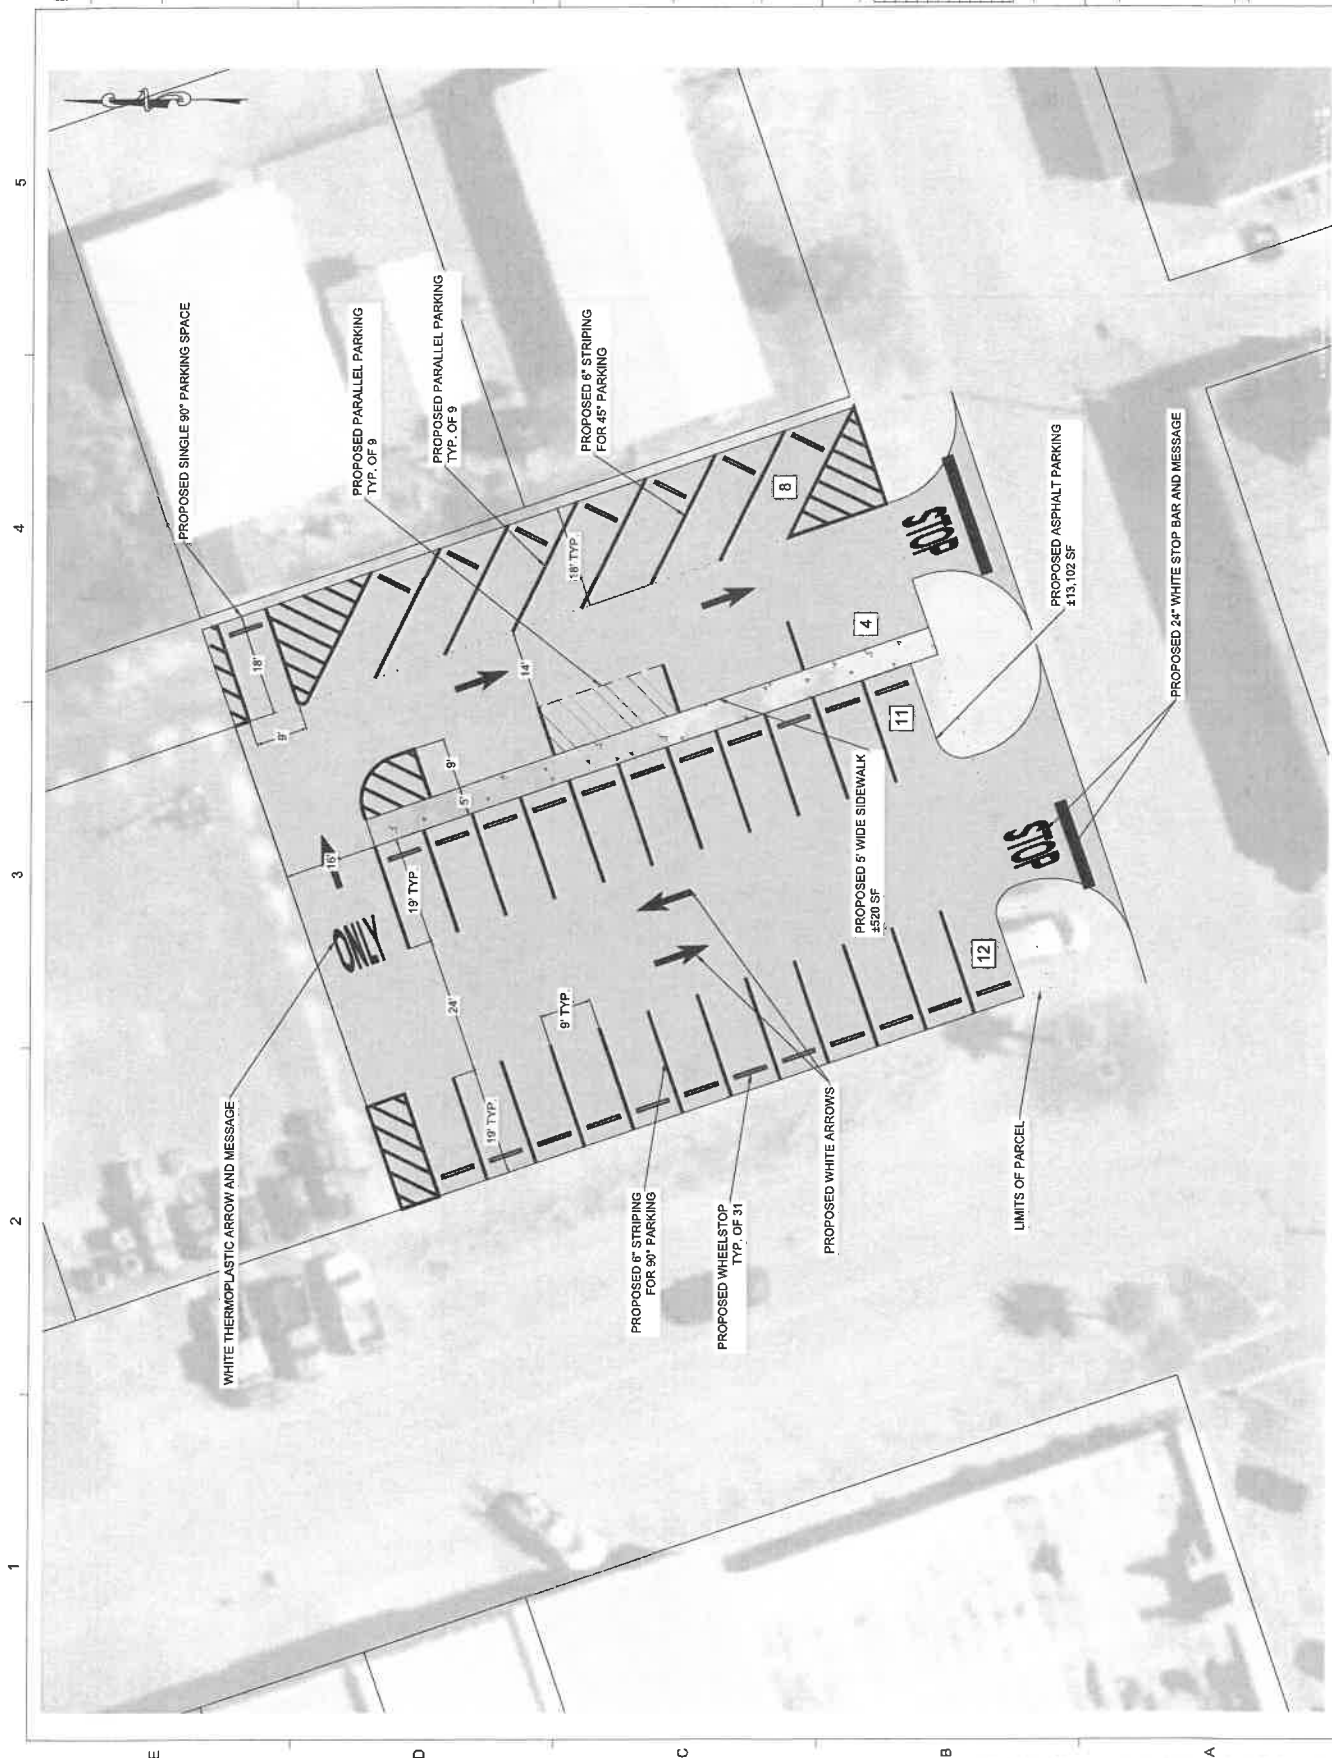 1
2
3
4
5
E
D
C
B
A
WHITE THERMOPLASTIC ARROW AND MESSAGE
PROPOSED SINGLE 90° PARKING SPACE
PROPOSED PARALLEL PARKING
TYP. OF 9
PROPOSED PARALLEL PARKING
TYP. OF 9
PROPOSED 6" STRIPING
FOR 45° PARKING
18'
9'
16'
ONLY
9'
5'
14'
18' TYP.
19' TYP.
24'
19' TYP.
9' TYP.
8
4
11
12
STOP
STOP
PROPOSED 6" STRIPING
FOR 90° PARKING
PROPOSED WHEELSTOP
TYP. OF 31
PROPOSED WHITE ARROWS
PROPOSED 5' WIDE SIDEWALK
±520 SF
LIMITS OF PARCEL
PROPOSED ASPHALT PARKING
±13,102 SF
PROPOSED 24" WHITE STOP BAR AND MESSAGE